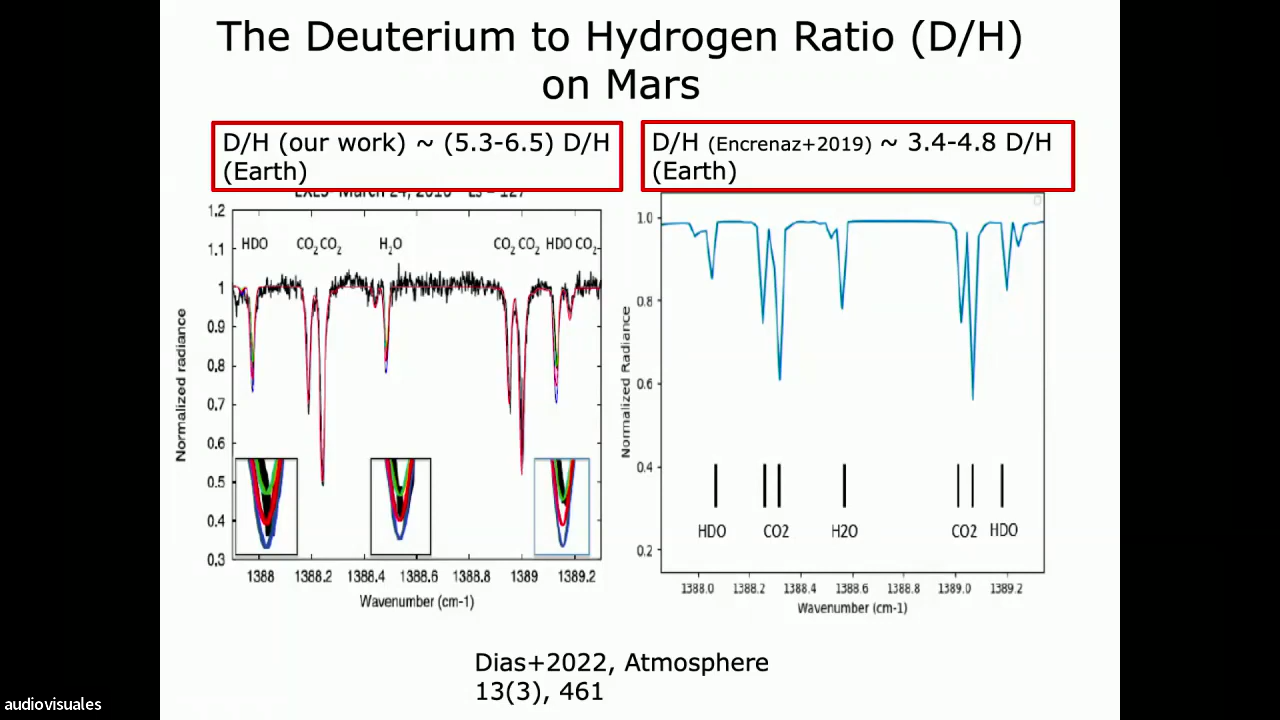 The Deuterium to Hydrogen Ratio (D/H)
on Mars
D/H (our work) ~ (5.3-6.5) D/H
(Earth)
D/H (Encrenaz+2019) ~ 3.4-4.8 D/H
(Earth)
1.2
1.1
1
0.9
0.8
0.7
0.6
0.5
0.4
0.3
Normalized radiance
HDO CO2 CO2 H2O CO2 CO2 HDO CO2
1388 1388.2 1388.4 1388.6 1388.8 1389 1389.2
Wavenumber (cm-1)
1.0
0.8
0.6
0.4
0.2
Normalized Radiance
HDO CO2 H2O CO2 HDO
1388.0 1388.2 1388.4 1388.6 1388.8 1389.0 1389.2
Wavenumber (cm-1)
Dias+2022, Atmosphere
13(3), 461
audiovisuales